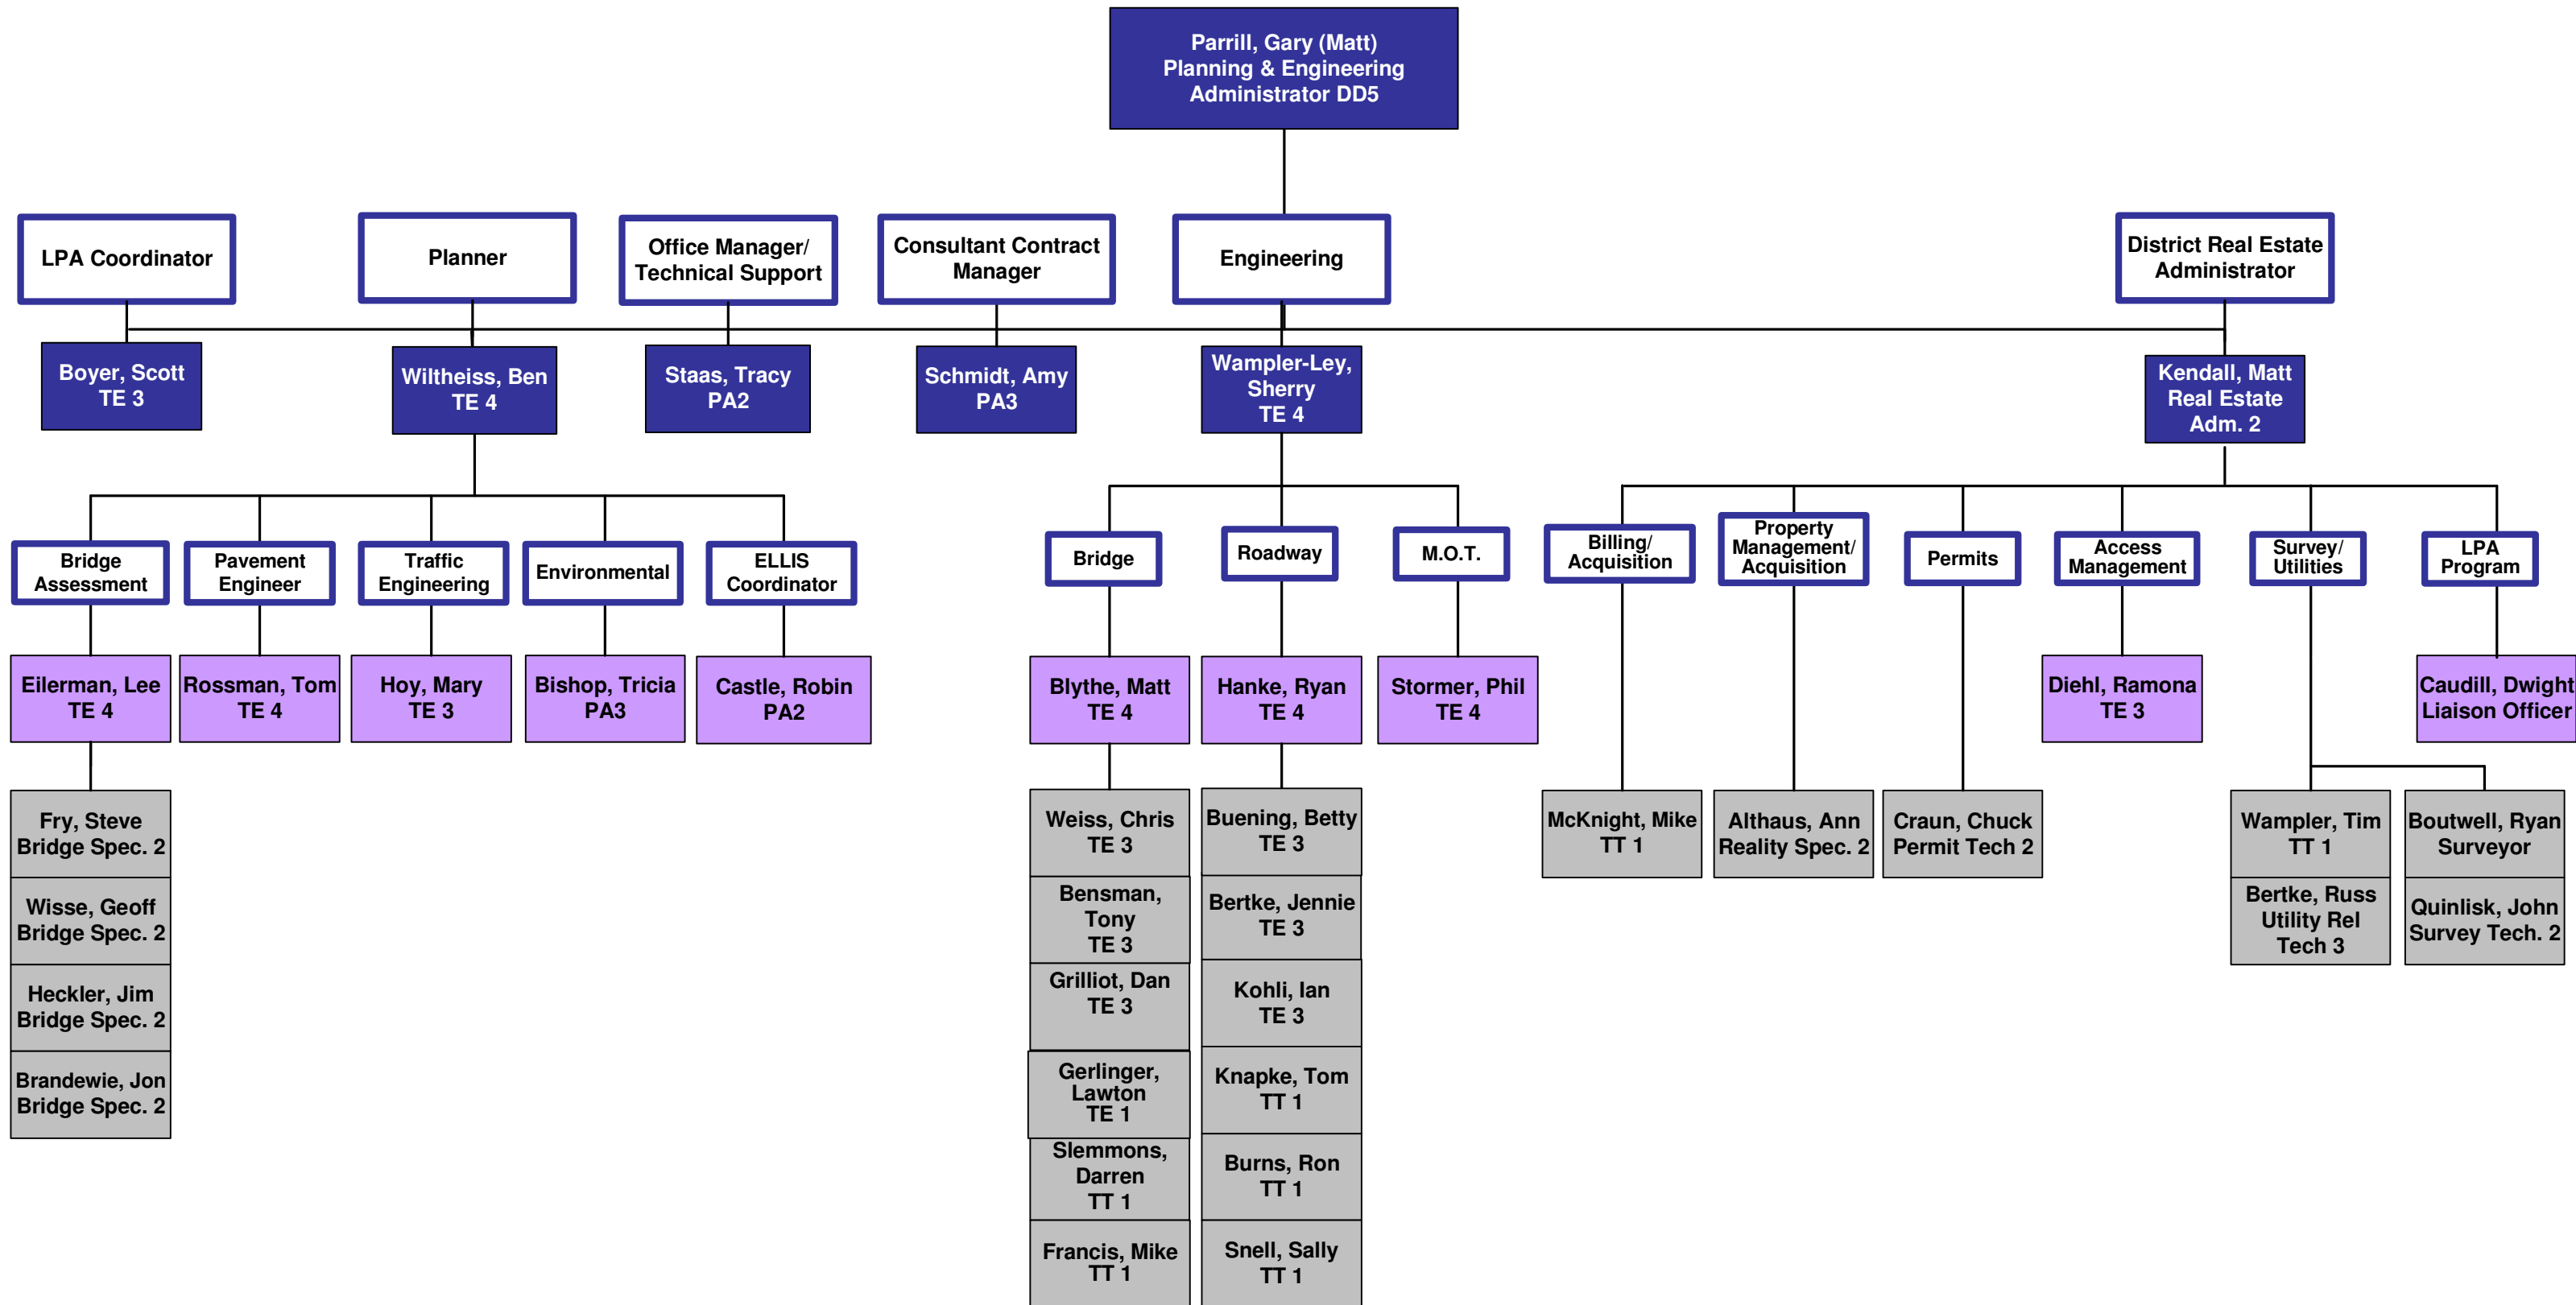 Parrill, Gary (Matt)
Planning & Engineering
Administrator DD5
LPA Coordinator
Planner
Office Manager/
Technical Support
Consultant Contract
Manager
Engineering
District Real Estate
Administrator
Boyer, Scott
TE 3
Wiltheiss, Ben
TE 4
Staas, Tracy
PA2
Schmidt, Amy
PA3
Wampler-Ley,
Sherry
TE 4
Kendall, Matt
Real Estate
Adm. 2
Bridge
Assessment
Pavement
Engineer
Traffic
Engineering
Environmental
ELLIS
Coordinator
Bridge
Roadway
M.O.T.
Billing/
Acquisition
Property
Management/
Acquisition
Permits
Access
Management
Survey/
Utilities
LPA
Program
Eilerman, Lee
TE 4
Rossman, Tom
TE 4
Hoy, Mary
TE 3
Bishop, Tricia
PA3
Castle, Robin
PA2
Blythe, Matt
TE 4
Hanke, Ryan
TE 4
Stormer, Phil
TE 4
Diehl, Ramona
TE 3
Caudill, Dwight
Liaison Officer
Fry, Steve
Bridge Spec. 2
Wisse, Geoff
Bridge Spec. 2
Heckler, Jim
Bridge Spec. 2
Brandewie, Jon
Bridge Spec. 2
Weiss, Chris
TE 3
Bensman,
Tony
TE 3
Grilliot, Dan
TE 3
Gerlinger,
Lawton
TE 1
Slemmons,
Darren
TT 1
Francis, Mike
TT 1
Buening, Betty
TE 3
Bertke, Jennie
TE 3
Kohli, Ian
TE 3
Knapke, Tom
TT 1
Burns, Ron
TT 1
Snell, Sally
TT 1
McKnight, Mike
TT 1
Althaus, Ann
Reality Spec. 2
Craun, Chuck
Permit Tech 2
Wampler, Tim
TT 1
Bertke, Russ
Utility Rel
Tech 3
Boutwell, Ryan
Surveyor
Quinlisk, John
Survey Tech. 2